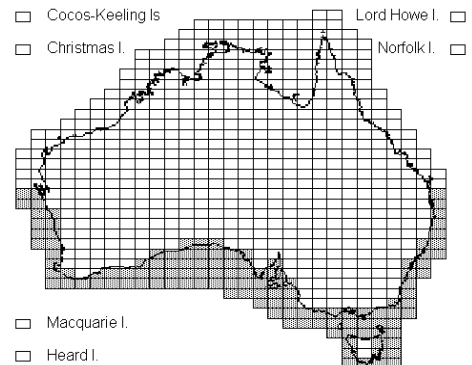 Cocos-Keeling Is
Lord Howe I.
Christmas I.
Norfolk I.
Macquarie I.
Heard I.